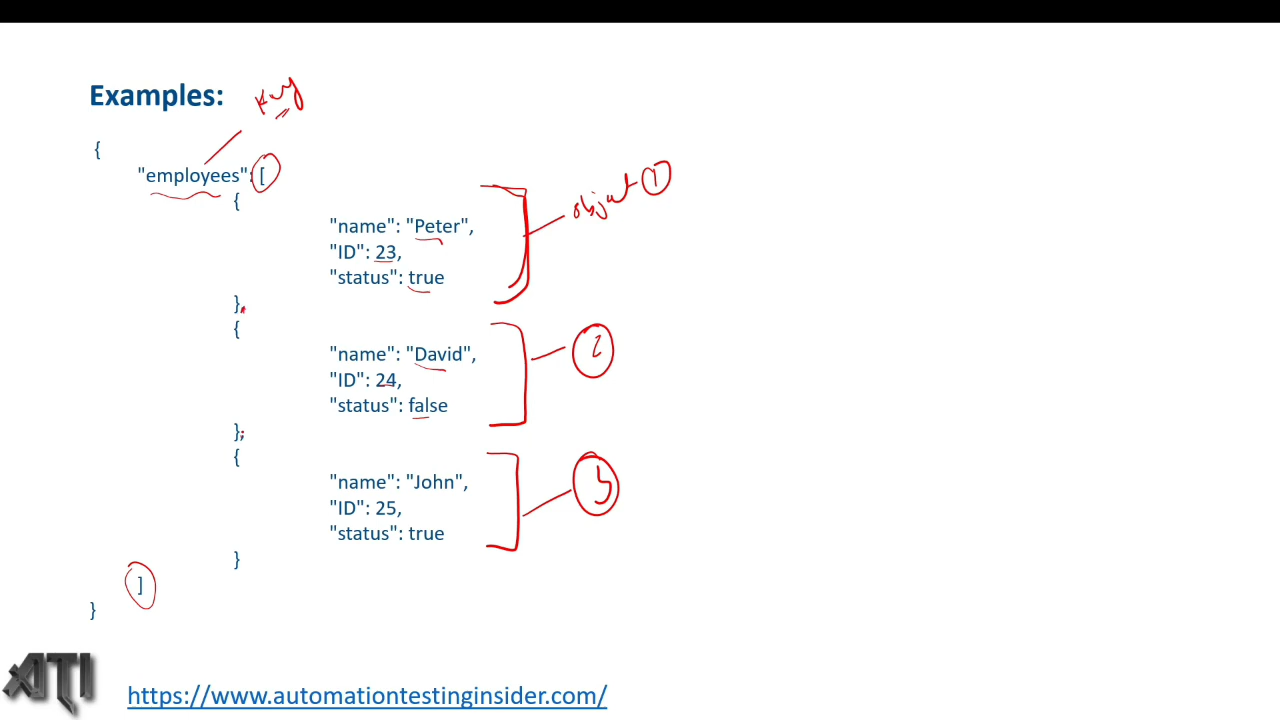 Examples:
Key
{
"employees": [
{
"name": "Peter",
"ID": 23,
"status": true
object 1
},
{
"name": "David",
"ID": 24,
"status": false
2
},
{
"name": "John",
"ID": 25,
"status": true
3
}
]
}
ATI
https://www.automationtestinginsider.com/